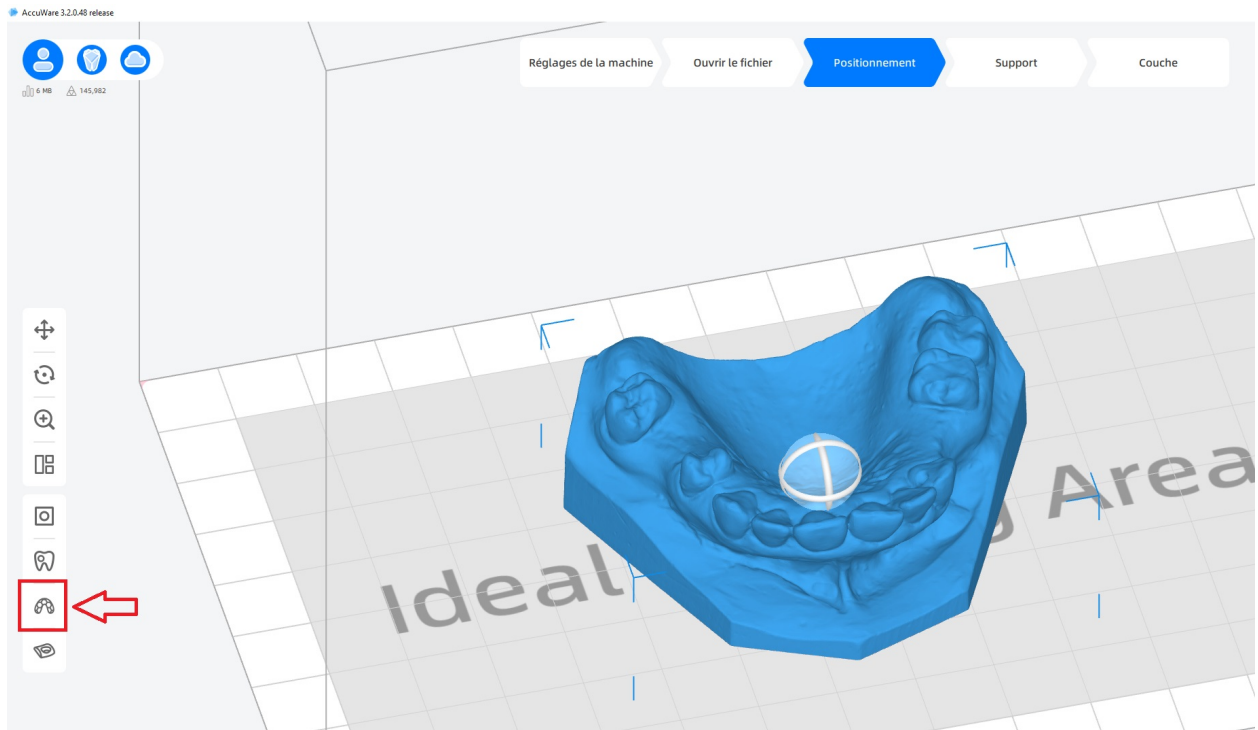 AccuWare 3.2.0.48 release
Réglages de la machine
Ouvrir le fichier
Positionnement
Support
Couche
6 MB
145,982
Ideal
g Area